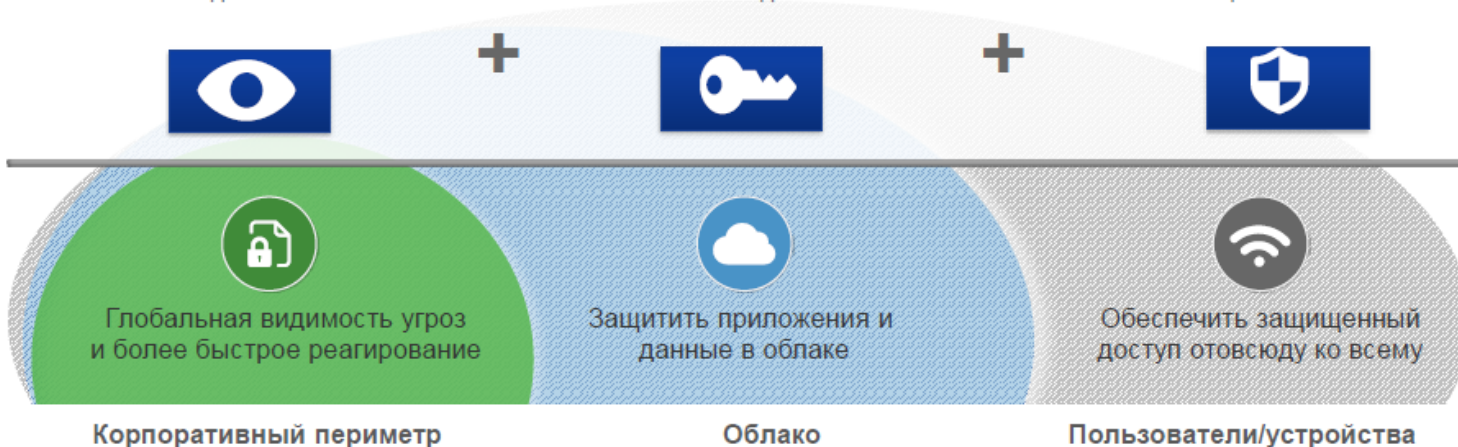 Глобальная видимость угроз
и более быстрое реагирование
Защитить приложения и
данные в облаке
Обеспечить защищенный
доступ отовсюду ко всему
Корпоративный периметр
Облако
Пользователи/устройства